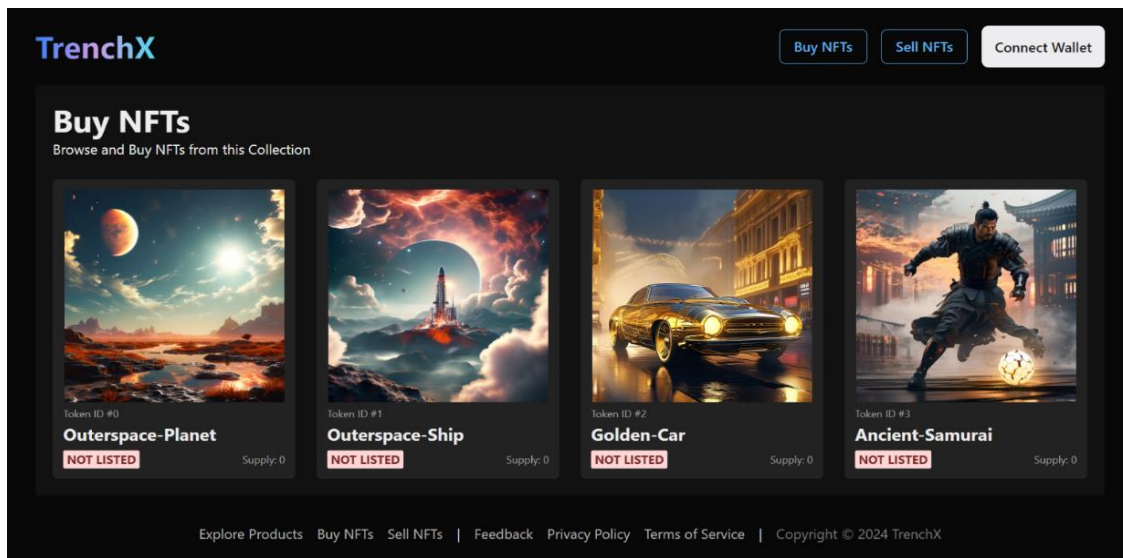 TrenchX
Buy NFTs Sell NFTs Connect Wallet
Buy NFTs
Browse and Buy NFTs from this Collection
Token ID #0
Outerspace-Planet
NOT LISTED Supply: 0
Token ID #1
Outerspace-Ship
NOT LISTED Supply: 0
Token ID #2
Golden-Car
NOT LISTED Supply: 0
Token ID #3
Ancient-Samurai
NOT LISTED Supply: 0
Explore Products Buy NFTs Sell NFTs | Feedback Privacy Policy Terms of Service | Copyright © 2024 TrenchX